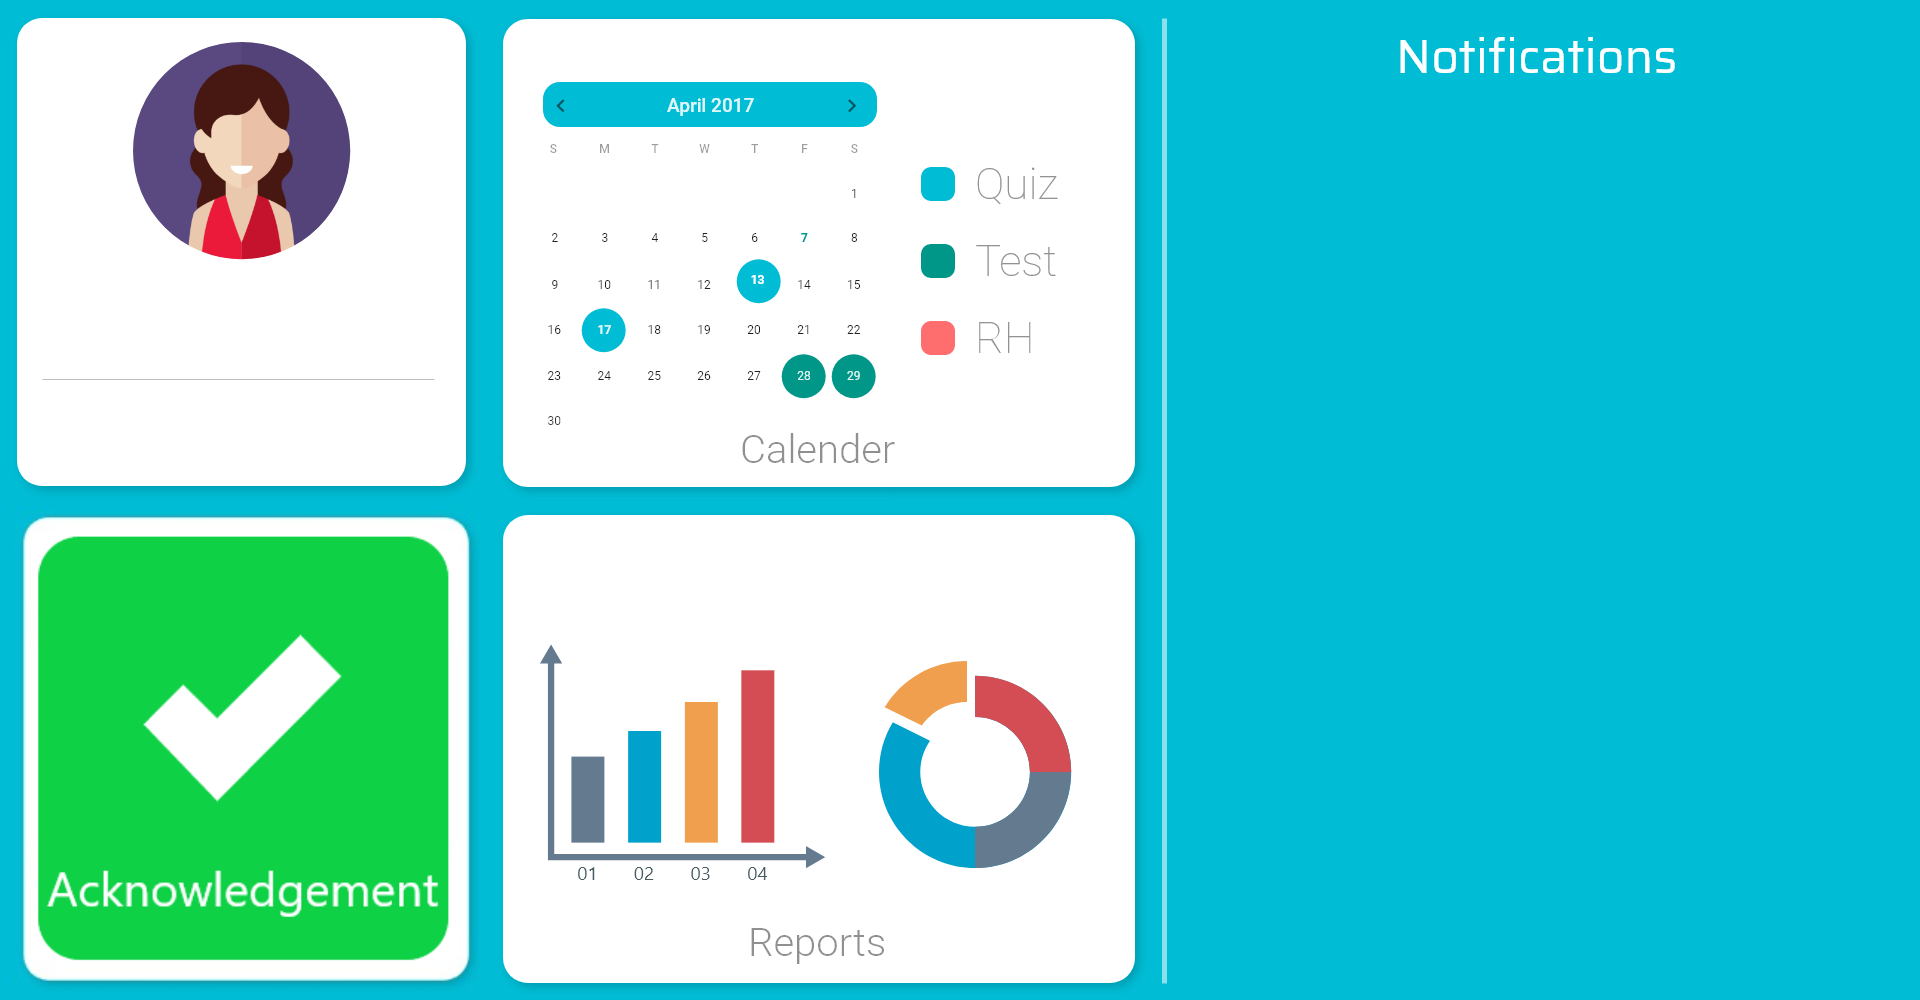 April 2017
S M T W T F S
1
2 3 4 5 6 7 8
9 10 11 12 13 14 15
16 17 18 19 20 21 22
23 24 25 26 27 28 29
30
Quiz
Test
RH
Calender
Acknowledgement
01 02 03 04
Reports
Notifications